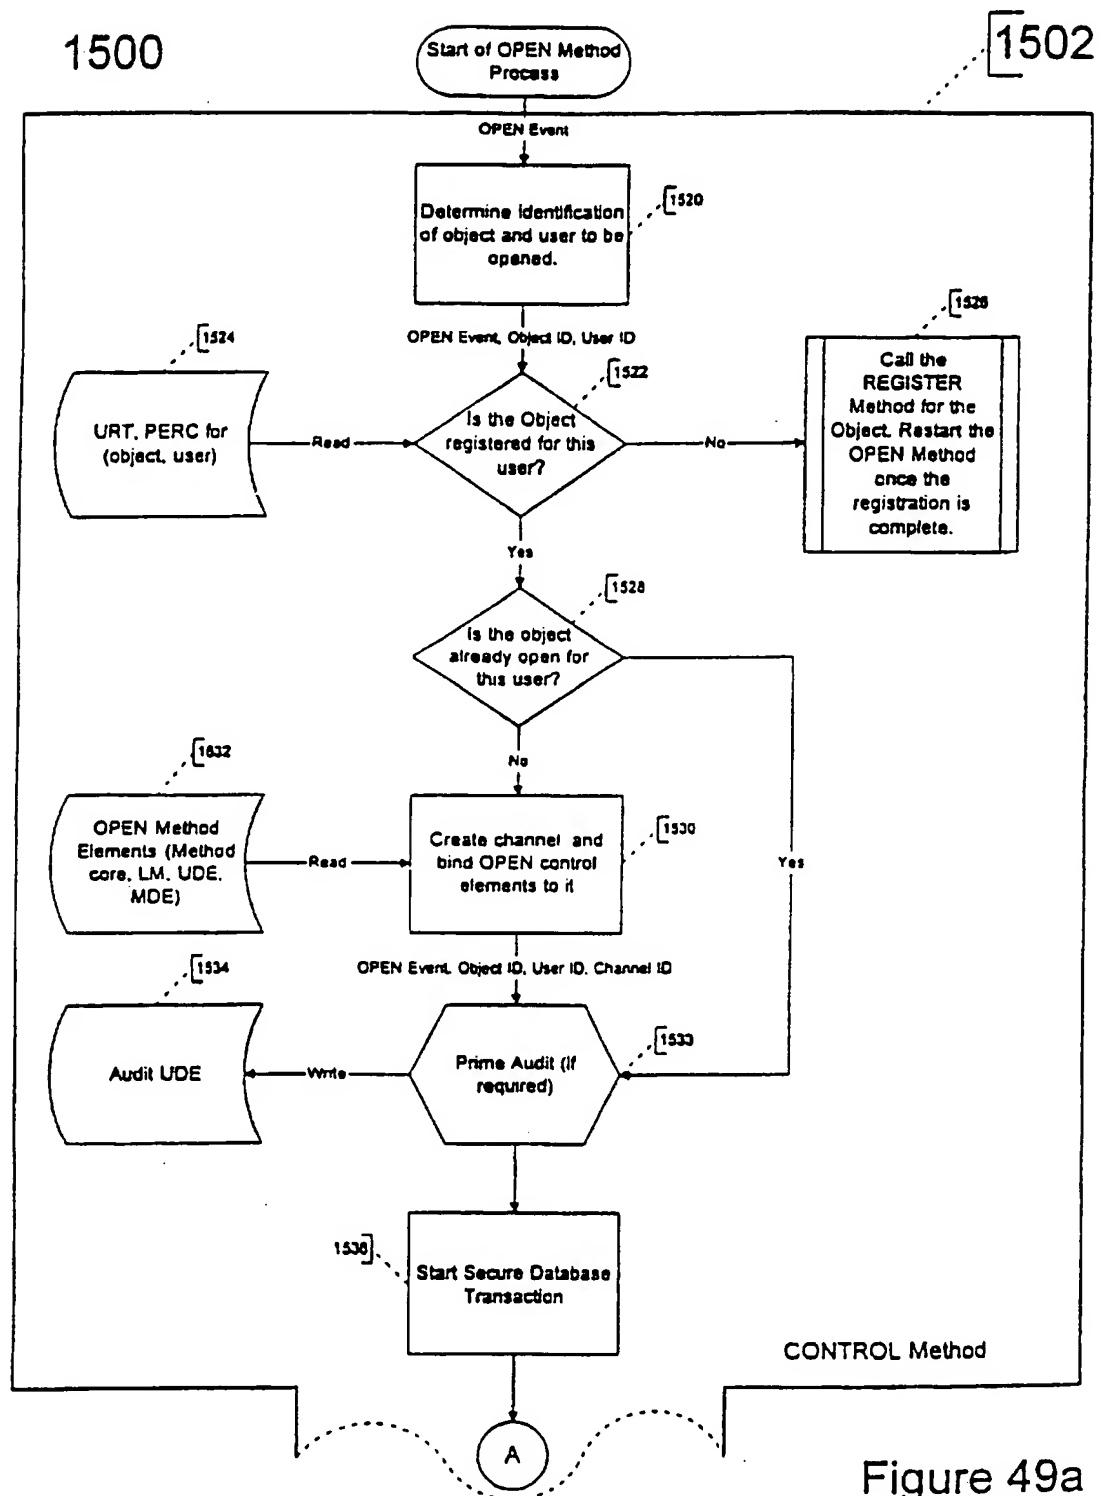 1500
1502
Start of OPEN Method
Process
OPEN Event
1520
Determine identification
of object and user to be
opened.
OPEN Event, Object ID, User ID
1524
1522
1526
URT, PERC for
(object, user)
Read
Is the Object
registered for this
user?
No
Call the
REGISTER
Method for the
Object. Restart the
OPEN Method
once the
registration is
complete.
Yes
1528
Is the object
already open for
this user?
No
Yes
1632
OPEN Method
Elements (Method
core, LM, UDE,
MDE)
Read
1530
Create channel and
bind OPEN control
elements to it
OPEN Event, Object ID, User ID, Channel ID
1534
Audit UDE
Write
1533
Prime Audit (if
required)
1536
Start Secure Database
Transaction
CONTROL Method
A
Figure 49a